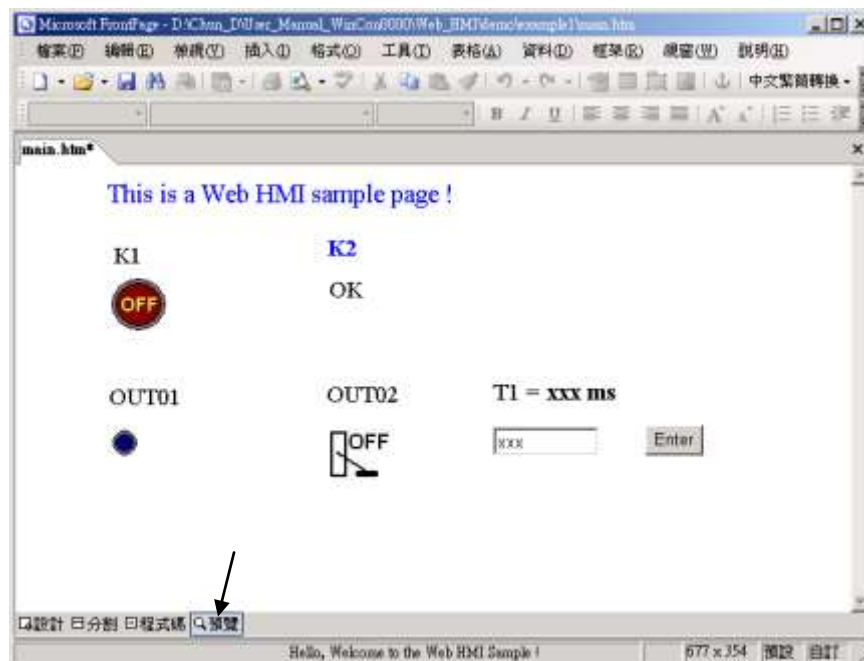 Microsoft FrontPage - D:\Chun_D\User_Manual_WinCon8000\Web_HMI\demo\example1\main.htm
檔案(F) 編輯(E) 檢視(V) 插入(I) 格式(O) 工具(T) 表格(A) 資料(D) 框架(R) 視窗(W) 說明(H)
中文繁簡轉換
B I U
main.htm*
This is a Web HMI sample page !
K1 K2
OFF OK
OUT01 OUT02 T1 = xxx ms
OFF xxx Enter
設計 分割 程式碼 預覽
Hello, Welcome to the Web HMI Sample ! 677 x 354 預設 自訂